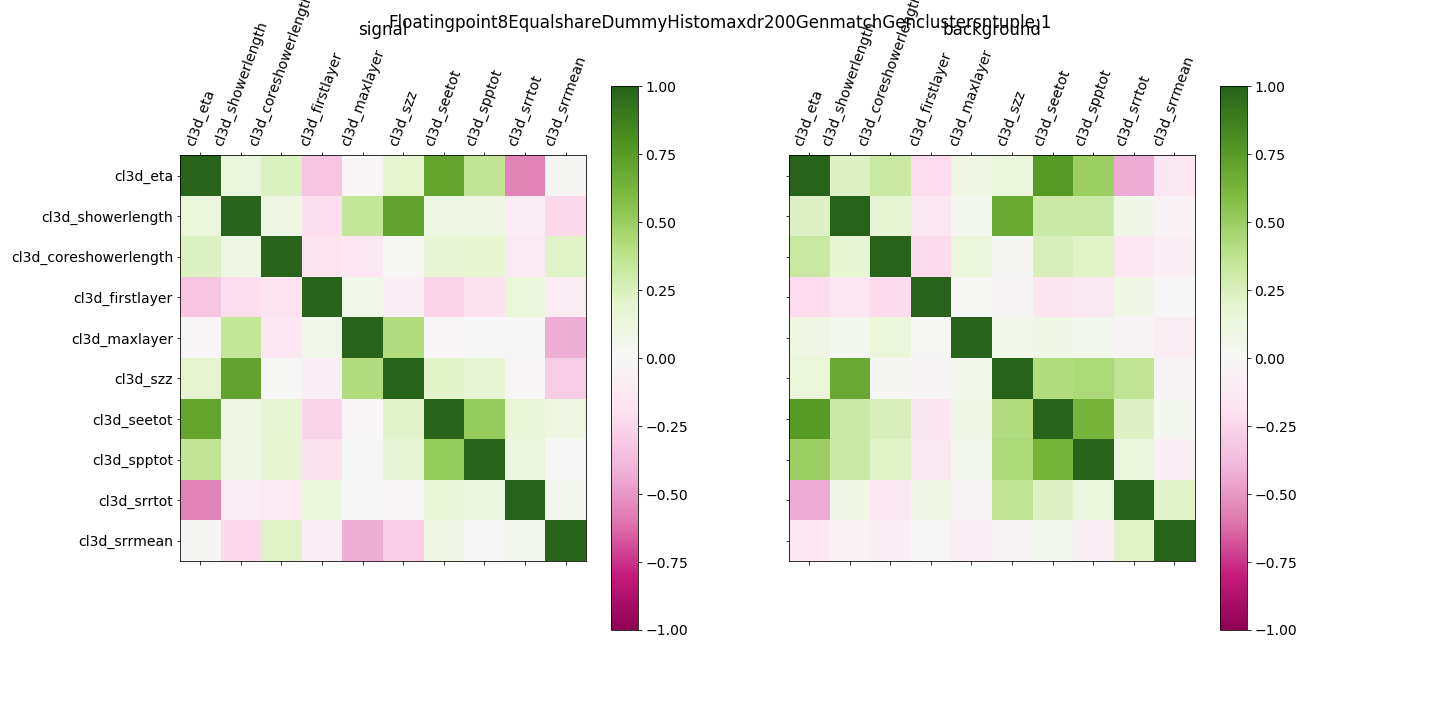 Floatingpoint8EqualshareDummyHistomaxdr200GenmatchGenclustersntuple;1
signal
background
cl3d_eta
cl3d_showerlength
cl3d_coreshowerlength
cl3d_firstlayer
cl3d_maxlayer
cl3d_szz
cl3d_seetot
cl3d_spptot
cl3d_srrtot
cl3d_srrmean
cl3d_eta
cl3d_showerlength
cl3d_coreshowerlength
cl3d_firstlayer
cl3d_maxlayer
cl3d_szz
cl3d_seetot
cl3d_spptot
cl3d_srrtot
cl3d_srrmean
cl3d_eta
cl3d_showerlength
cl3d_coreshowerlength
cl3d_firstlayer
cl3d_maxlayer
cl3d_szz
cl3d_seetot
cl3d_spptot
cl3d_srrtot
cl3d_srrmean
1.00
0.75
0.50
0.25
0.00
−0.25
−0.50
−0.75
−1.00
1.00
0.75
0.50
0.25
0.00
−0.25
−0.50
−0.75
−1.00